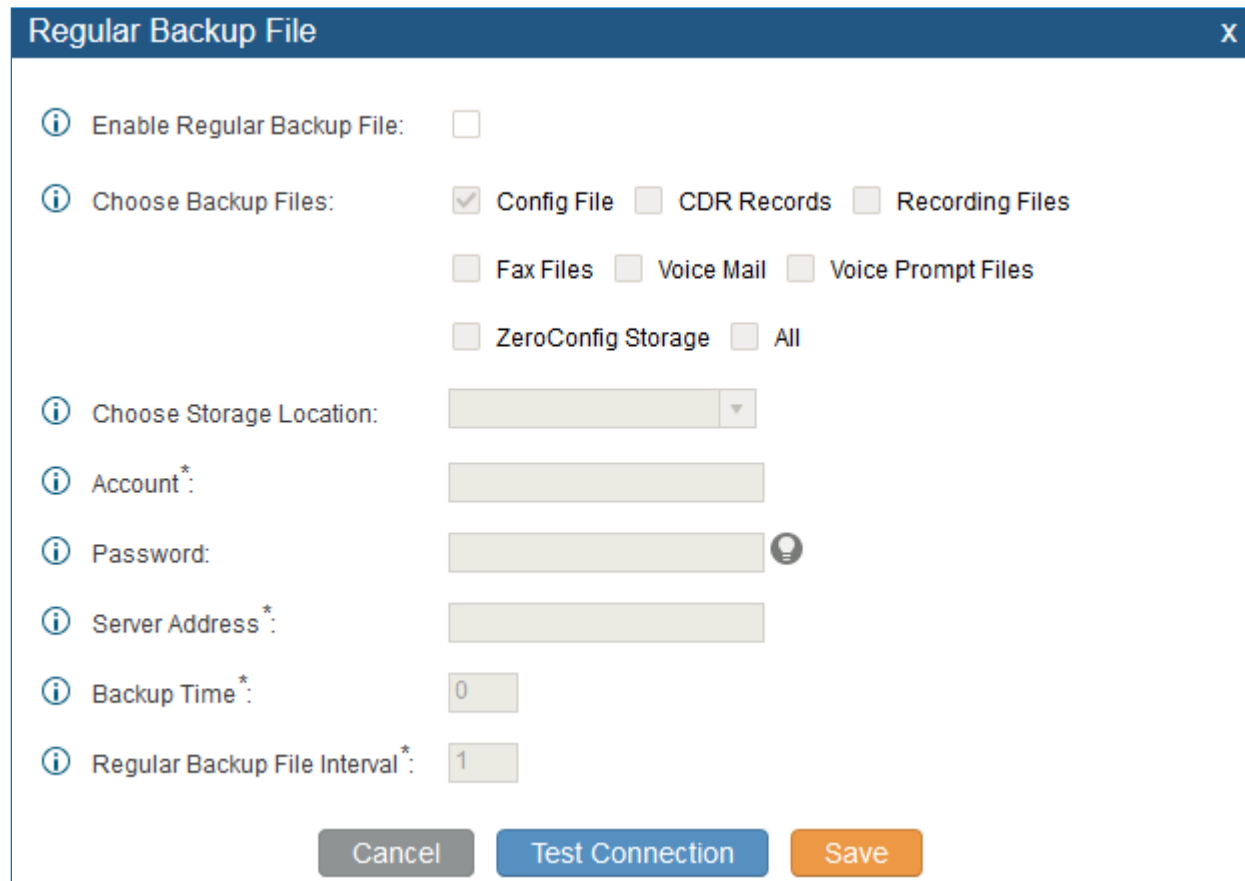 Regular Backup File x
Enable Regular Backup File:
Choose Backup Files: Config File CDR Records Recording Files
Fax Files Voice Mail Voice Prompt Files
ZeroConfig Storage All
Choose Storage Location:
Account*:
Password:
Server Address*:
Backup Time*: 0
Regular Backup File Interval*: 1
Cancel Test Connection Save